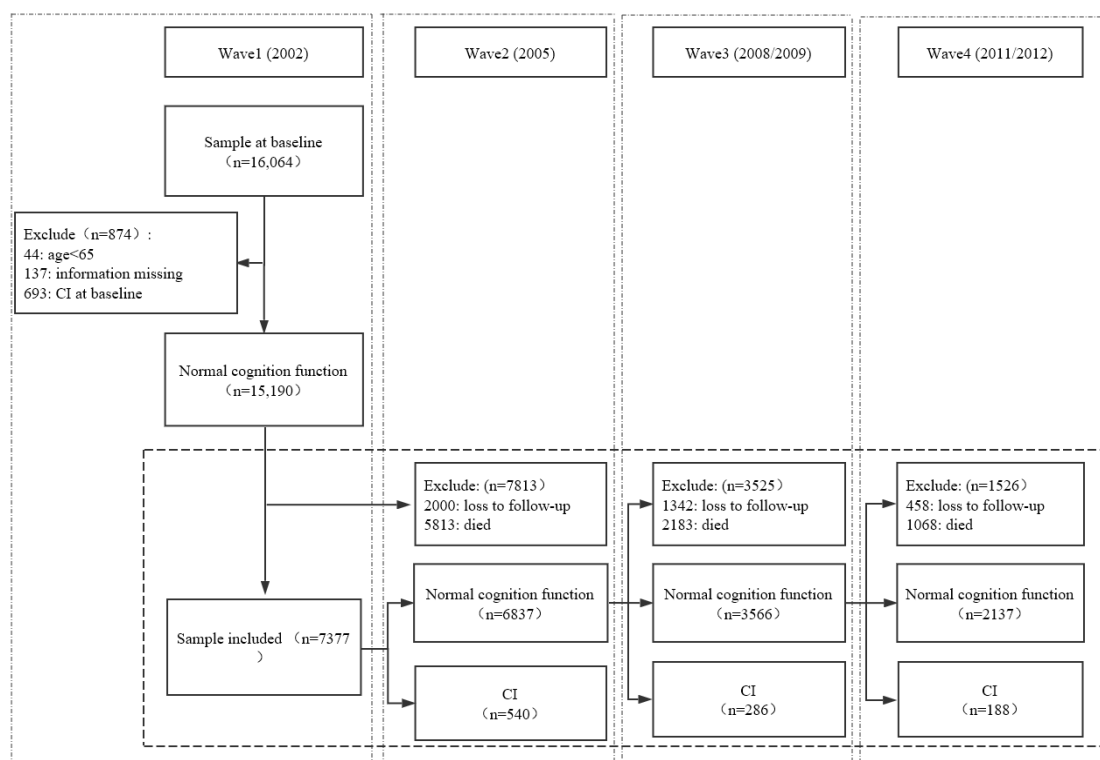 Wave1 (2002)
Wave2 (2005)
Wave3 (2008/2009)
Wave4 (2011/2012)
Sample at baseline
（n=16,064）
Exclude（n=874）:
44: age<65
137: information missing
693: CI at baseline
Normal cognition function
（n=15,190）
Exclude: (n=7813）
2000: loss to follow-up
5813: died
Exclude: (n=3525）
1342: loss to follow-up
2183: died
Exclude: (n=1526）
458: loss to follow-up
1068: died
Sample included （n=7377
）
Normal cognition function
（n=6837）
Normal cognition function
（n=3566）
Normal cognition function
（n=2137）
CI
（n=540）
CI
（n=286）
CI
（n=188）